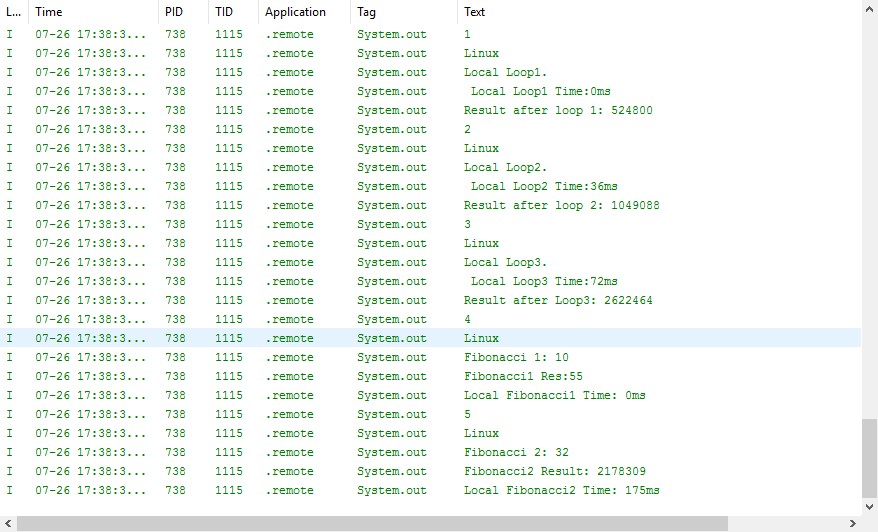 L... Time PID TID Application Tag Text
I 07-26 17:38:3... 738 1115 .remote System.out 1
I 07-26 17:38:3... 738 1115 .remote System.out Linux
I 07-26 17:38:3... 738 1115 .remote System.out Local Loop1.
I 07-26 17:38:3... 738 1115 .remote System.out Local Loop1 Time:0ms
I 07-26 17:38:3... 738 1115 .remote System.out Result after loop 1: 524800
I 07-26 17:38:3... 738 1115 .remote System.out 2
I 07-26 17:38:3... 738 1115 .remote System.out Linux
I 07-26 17:38:3... 738 1115 .remote System.out Local Loop2.
I 07-26 17:38:3... 738 1115 .remote System.out Local Loop2 Time:36ms
I 07-26 17:38:3... 738 1115 .remote System.out Result after loop 2: 1049088
I 07-26 17:38:3... 738 1115 .remote System.out 3
I 07-26 17:38:3... 738 1115 .remote System.out Linux
I 07-26 17:38:3... 738 1115 .remote System.out Local Loop3.
I 07-26 17:38:3... 738 1115 .remote System.out Local Loop3 Time:72ms
I 07-26 17:38:3... 738 1115 .remote System.out Result after Loop3: 2622464
I 07-26 17:38:3... 738 1115 .remote System.out 4
I 07-26 17:38:3... 738 1115 .remote System.out Linux
I 07-26 17:38:3... 738 1115 .remote System.out Fibonacci 1: 10
I 07-26 17:38:3... 738 1115 .remote System.out Fibonacci1 Res:55
I 07-26 17:38:3... 738 1115 .remote System.out Local Fibonacci1 Time: 0ms
I 07-26 17:38:3... 738 1115 .remote System.out 5
I 07-26 17:38:3... 738 1115 .remote System.out Linux
I 07-26 17:38:3... 738 1115 .remote System.out Fibonacci 2: 32
I 07-26 17:38:3... 738 1115 .remote System.out Fibonacci2 Result: 2178309
I 07-26 17:38:3... 738 1115 .remote System.out Local Fibonacci2 Time: 175ms